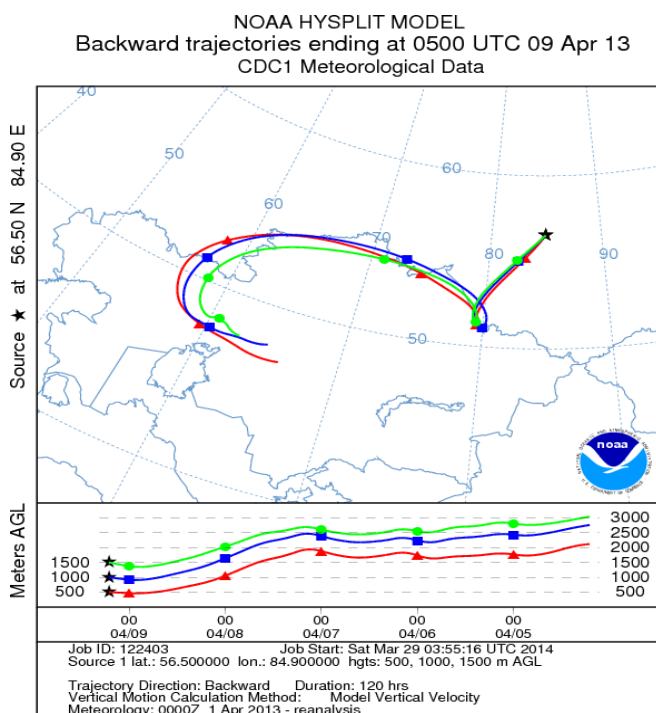 NOAA HYSPLIT MODEL
Backward trajectories ending at 0500 UTC 09 Apr 13
CDC1 Meteorological Data
Source ★ at 56.50 N 84.90 E
40
50
60
60
70
80
90
50
noaa
Meters AGL
1500
1000
500
3000
2500
2000
1500
1000
500
00 00 00 00 00
04/09 04/08 04/07 04/06 04/05
Job ID: 122403 Job Start: Sat Mar 29 03:55:16 UTC 2014
Source 1 lat.: 56.500000 lon.: 84.900000 hgts: 500, 1000, 1500 m AGL
Trajectory Direction: Backward Duration: 120 hrs
Vertical Motion Calculation Method: Model Vertical Velocity
Meteorology: 0000Z 1 Apr 2013 - reanalysis